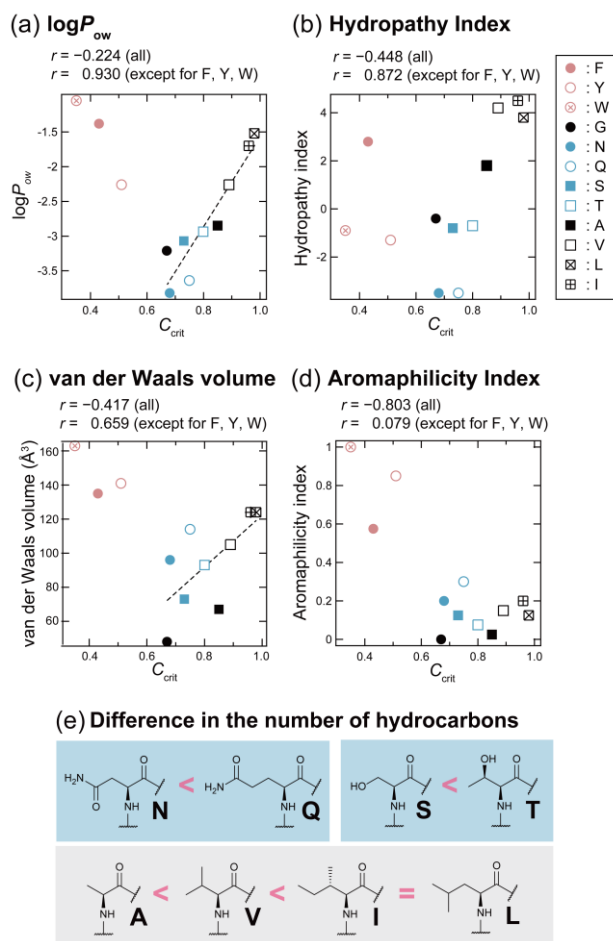 (a) logPow
r = −0.224 (all)
r = 0.930 (except for F, Y, W)
logPow
-1.5
-2
-2.5
-3
-3.5
0.4 0.6 0.8 1.0
Ccrit
(b) Hydropathy Index
r = −0.448 (all)
r = 0.872 (except for F, Y, W)
Hydropathy index
4
2
0
-2
0.4 0.6 0.8 1.0
Ccrit
: F
: Y
: W
: G
: N
: Q
: S
: T
: A
: V
: L
: I
(c) van der Waals volume
r = −0.417 (all)
r = 0.659 (except for F, Y, W)
van der Waals volume (Å³)
160
140
120
100
80
60
0.4 0.6 0.8 1.0
Ccrit
(d) Aromaphilicity Index
r = −0.803 (all)
r = 0.079 (except for F, Y, W)
Aromaphilicity index
1
0.8
0.6
0.4
0.2
0
0.4 0.6 0.8 1.0
Ccrit
(e) Difference in the number of hydrocarbons
H₂N O O NH N < H₂N O O NH Q
HO O NH S < OH O NH T
O NH A < O NH V < O NH I = O NH L